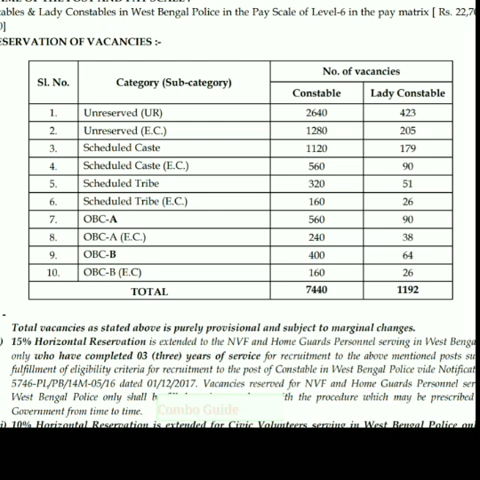 tables & Lady Constables in West Bengal Police in the Pay Scale of Level-6 in the pay matrix [ Rs. 22,7
0]
ESERVATION OF VACANCIES :-
Sl. No. Category (Sub-category) No. of vacancies
Constable Lady Constable
1. Unreserved (UR) 2640 423
2. Unreserved (E.C.) 1280 205
3. Scheduled Caste 1120 179
4. Scheduled Caste (E.C.) 560 90
5. Scheduled Tribe 320 51
6. Scheduled Tribe (E.C.) 160 26
7. OBC-A 560 90
8. OBC-A (E.C.) 240 38
9. OBC-B 400 64
10. OBC-B (E.C) 160 26
TOTAL 7440 1192
Total vacancies as stated above is purely provisional and subject to marginal changes.
) 15% Horizontal Reservation is extended to the NVF and Home Guards Personnel serving in West Benga
only who have completed 03 (three) years of service for recruitment to the above mentioned posts su
fulfillment of eligibility criteria for recruitment to the post of Constable in West Bengal Police vide Notificat
5746-PL/PB/14M-05/16 dated 01/12/2017. Vacancies reserved for NVF and Home Guards Personnel ser
West Bengal Police only shall b th the procedure which may be prescribed
Government from time to time. Combo Guide
i) 10% Horizontal Reservation is extended for Civic Volunteers serving in West Bengal Police on